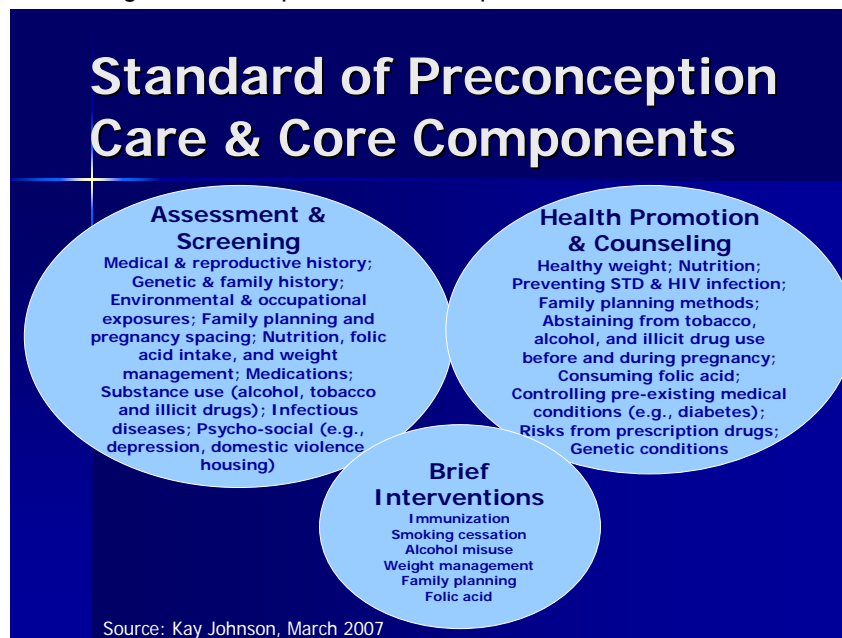 Standard of Preconception
Care & Core Components
Assessment &
Screening
Medical & reproductive history;
Genetic & family history;
Environmental & occupational
exposures; Family planning and
pregnancy spacing; Nutrition, folic
acid intake, and weight
management; Medications;
Substance use (alcohol, tobacco
and illicit drugs); Infectious
diseases; Psycho-social (e.g.,
depression, domestic violence
housing)
Health Promotion
& Counseling
Healthy weight; Nutrition;
Preventing STD & HIV infection;
Family planning methods;
Abstaining from tobacco,
alcohol, and illicit drug use
before and during pregnancy;
Consuming folic acid;
Controlling pre-existing medical
conditions (e.g., diabetes);
Risks from prescription drugs;
Genetic conditions
Brief
Interventions
Immunization
Smoking cessation
Alcohol misuse
Weight management
Family planning
Folic acid
Source: Kay Johnson, March 2007